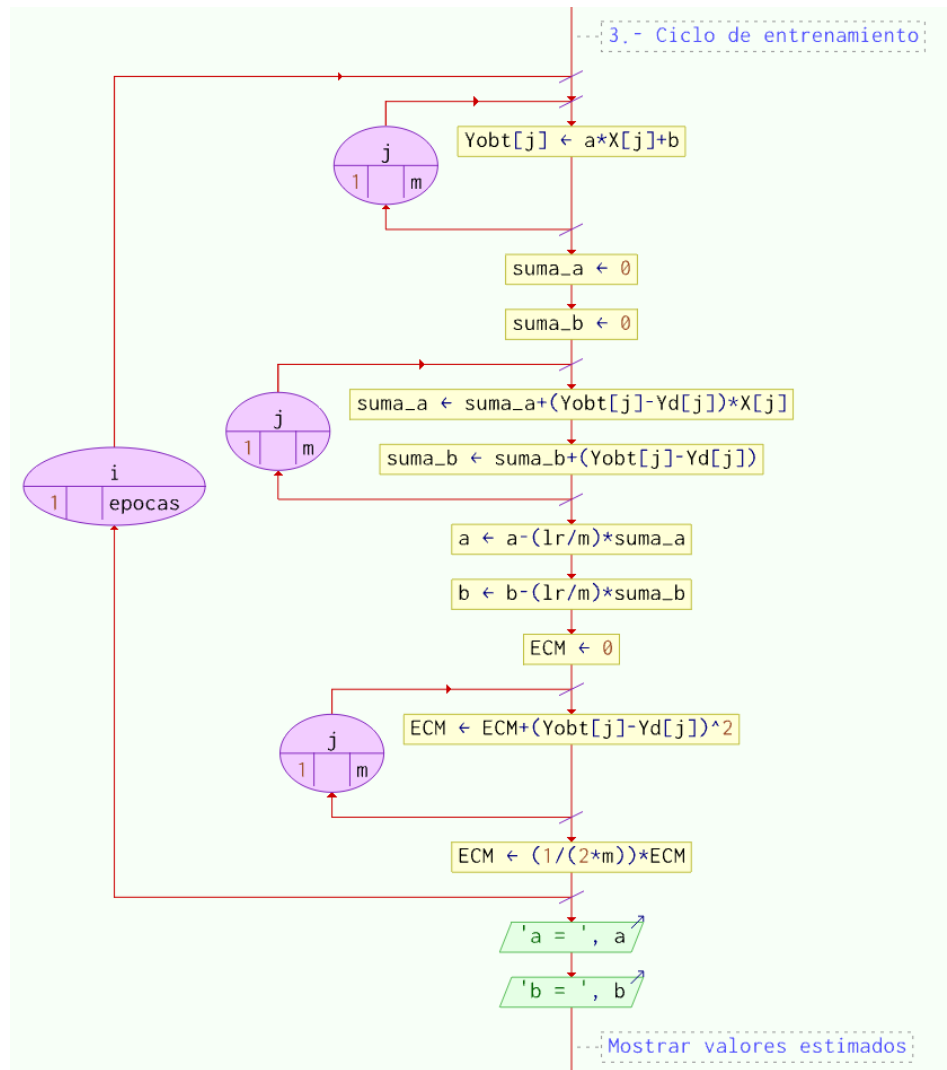 3.- Ciclo de entrenamiento
Yobt[j] ← a*X[j]+b
j
1 m
suma_a ← 0
suma_b ← 0
suma_a ← suma_a+(Yobt[j]-Yd[j])*X[j]
j
1 m
suma_b ← suma_b+(Yobt[j]-Yd[j])
i
1 epocas
a ← a-(lr/m)*suma_a
b ← b-(lr/m)*suma_b
ECM ← 0
ECM ← ECM+(Yobt[j]-Yd[j])^2
j
1 m
ECM ← (1/(2*m))*ECM
'a = ', a
'b = ', b
Mostrar valores estimados